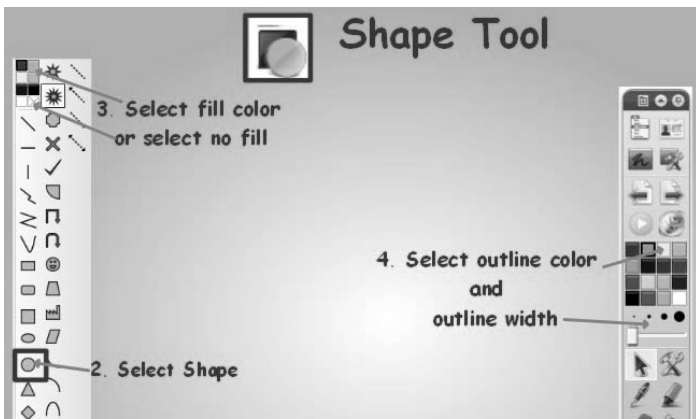 Shape Tool
3. Select fill color
or select no fill
4. Select outline color
and
outline width
2. Select Shape